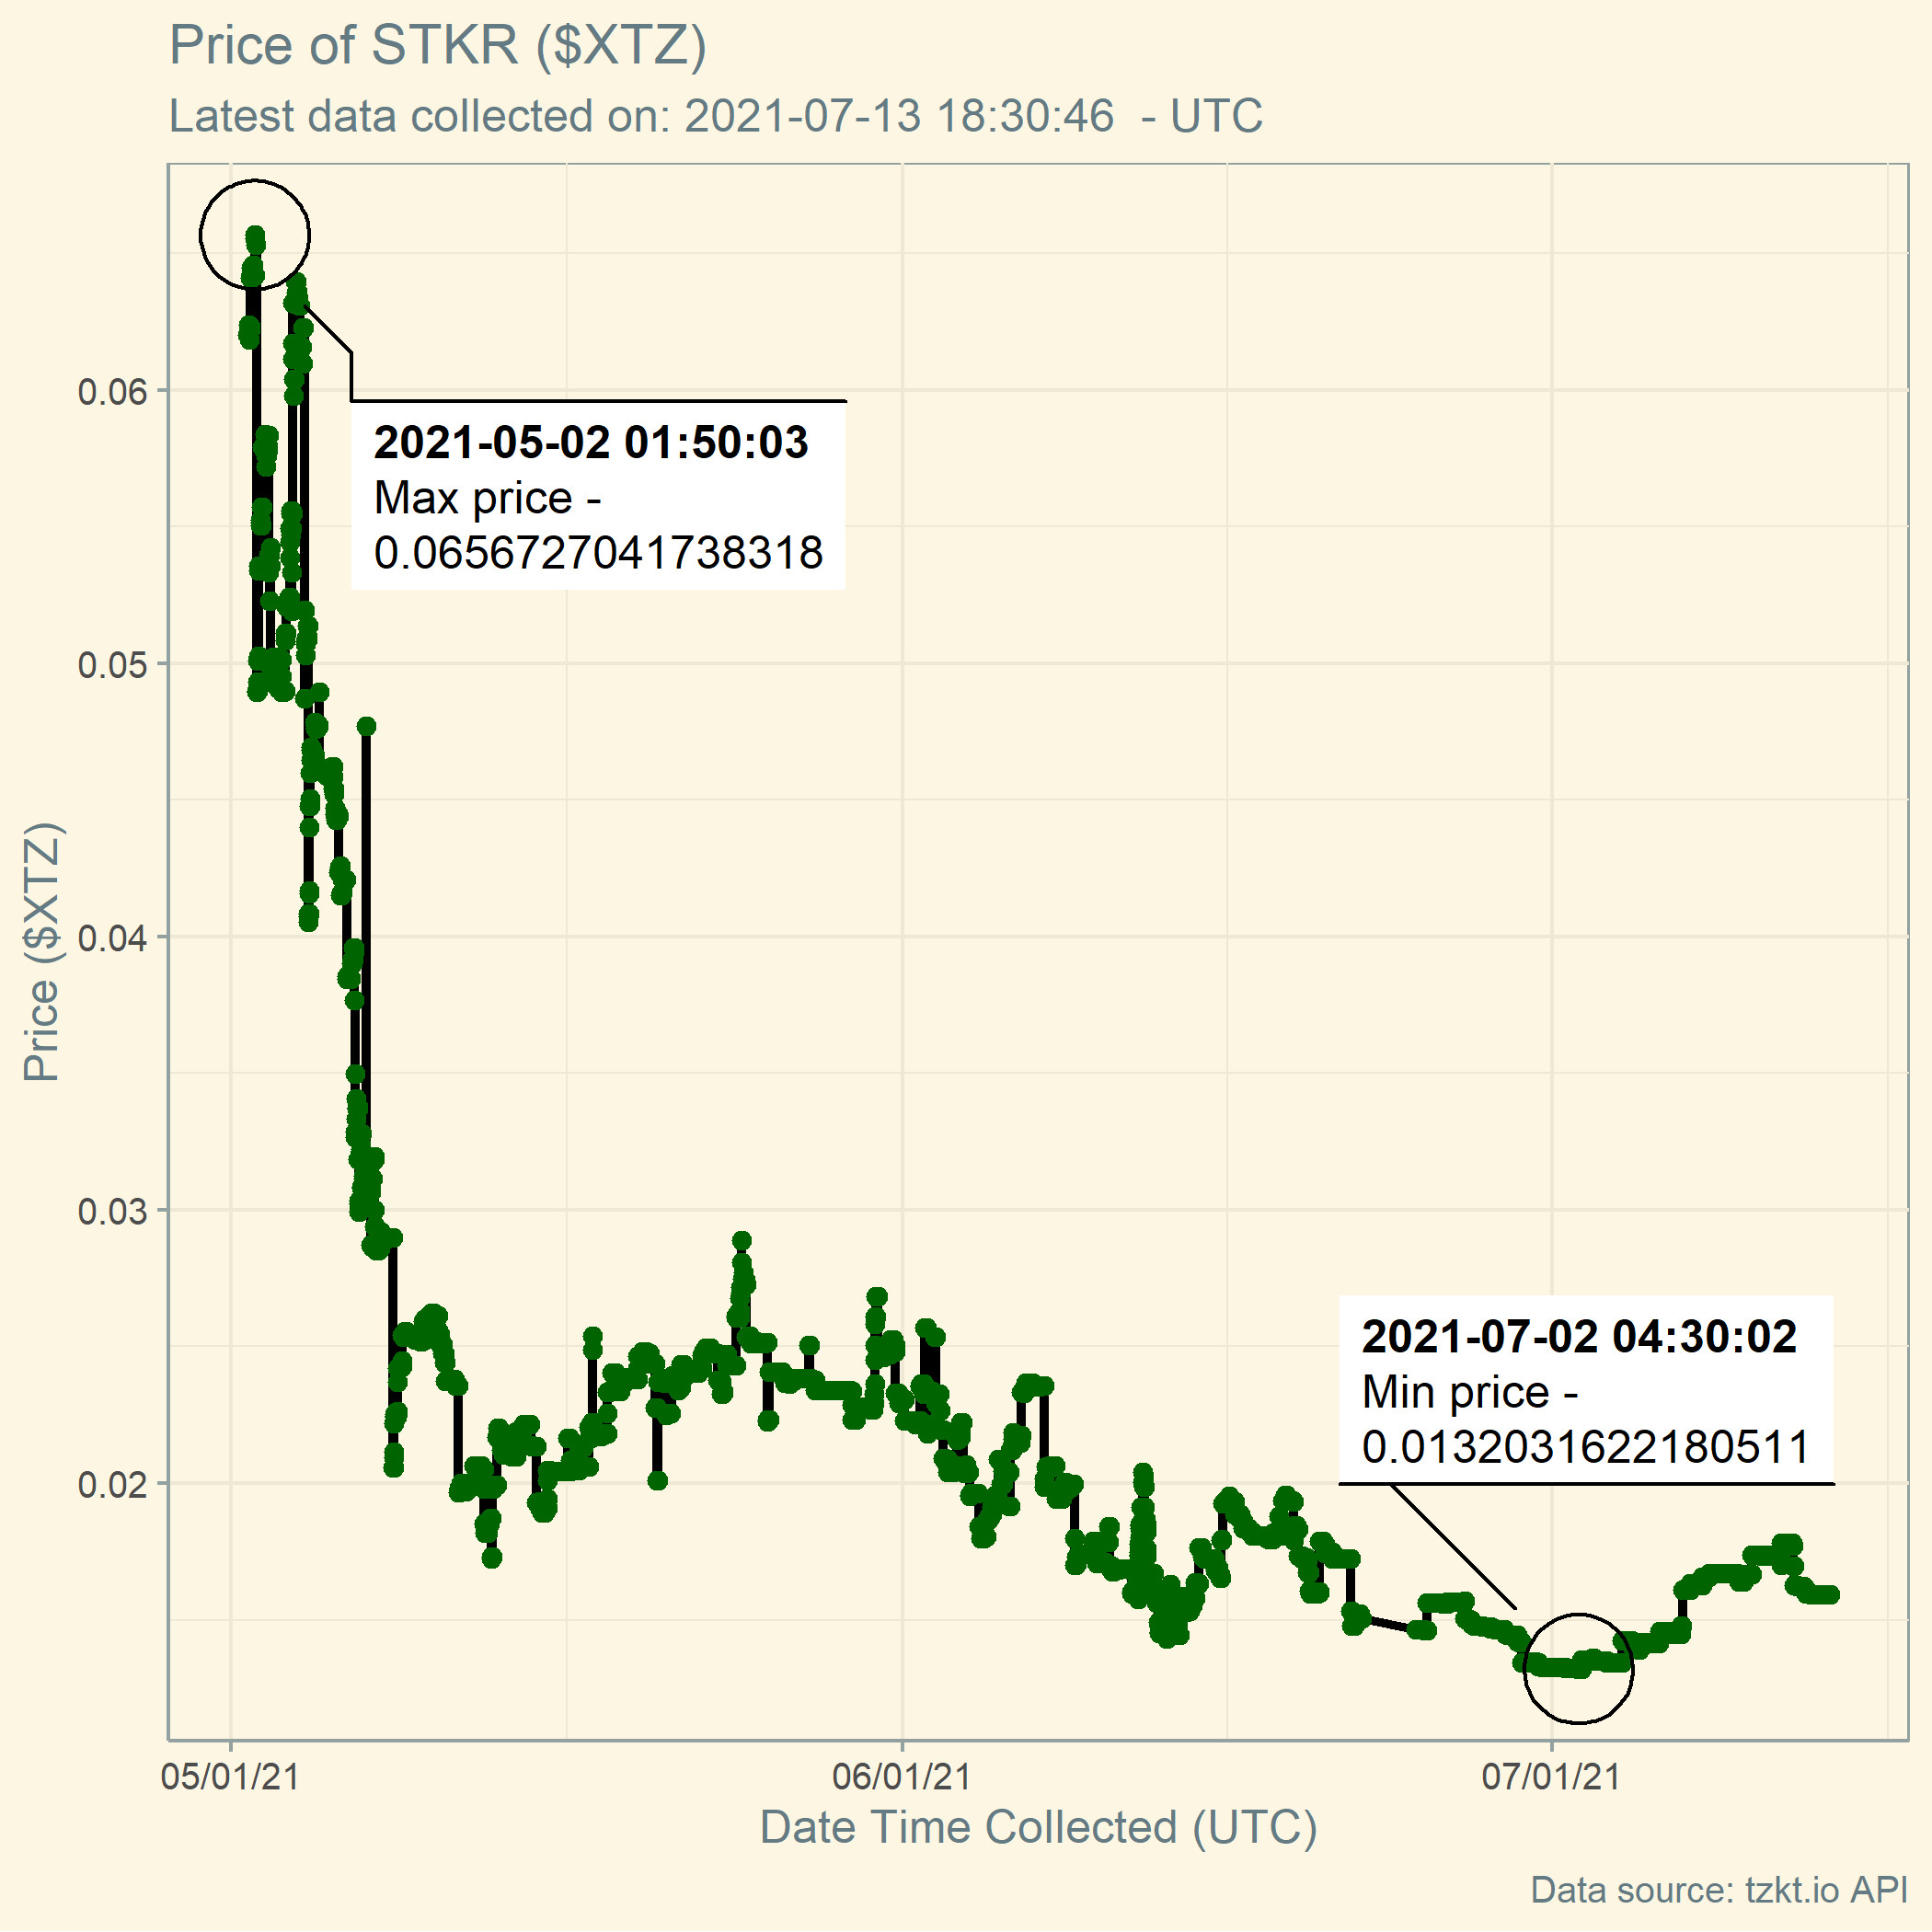 Price of STKR ($XTZ)
Latest data collected on: 2021-07-13 18:30:46  - UTC
2021-05-02 01:50:03
Max price -
0.0656727041738318
2021-07-02 04:30:02
Min price -
0.01320316221805​11
Price ($XTZ)
0.06
0.05
0.04
0.03
0.02
05/01/21
06/01/21
07/01/21
Date Time Collected (UTC)
Data source: tzkt.io API